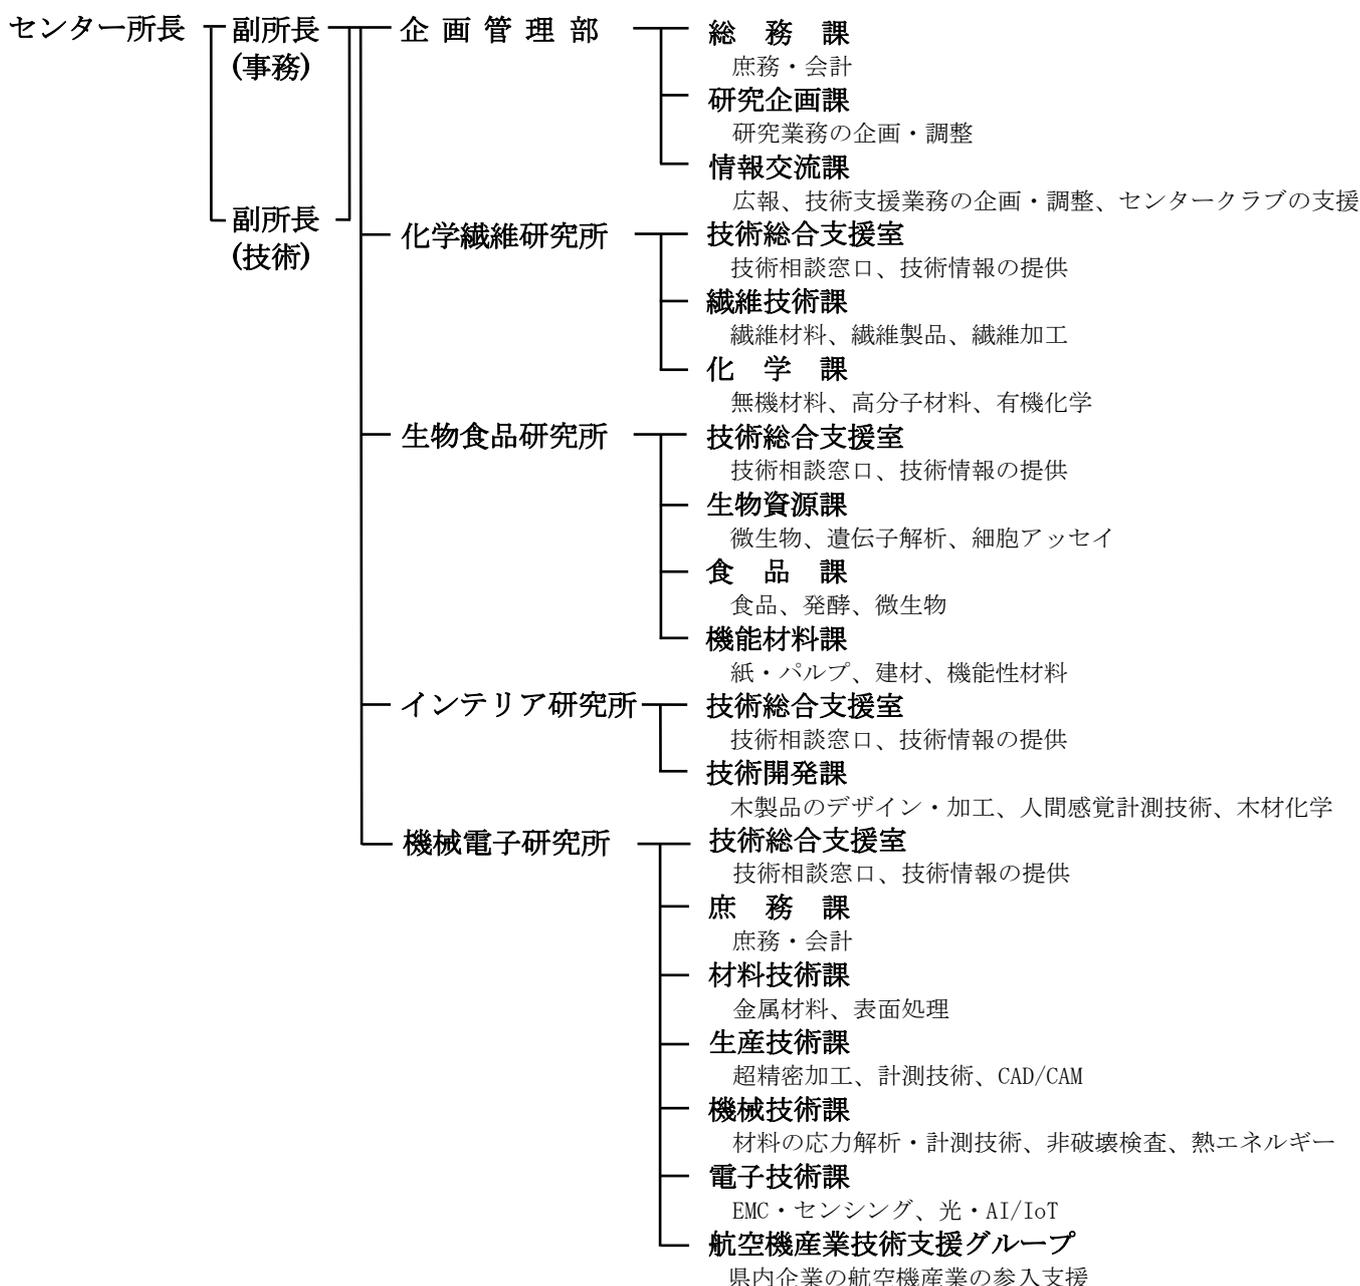 センター所長
副所長
(事務)
副所長
(技術)
企画管理部
総務課
庶務・会計
研究企画課
研究業務の企画・調整
情報交流課
広報、技術支援業務の企画・調整、センタークラブの支援
化学繊維研究所
技術総合支援室
技術相談窓口、技術情報の提供
繊維技術課
繊維材料、繊維製品、繊維加工
化学課
無機材料、高分子材料、有機化学
生物食品研究所
技術総合支援室
技術相談窓口、技術情報の提供
生物資源課
微生物、遺伝子解析、細胞アッセイ
食品課
食品、発酵、微生物
機能材料課
紙・パルプ、建材、機能性材料
インテリア研究所
技術総合支援室
技術相談窓口、技術情報の提供
技術開発課
木製品のデザイン・加工、人間感覚計測技術、木材化学
機械電子研究所
技術総合支援室
技術相談窓口、技術情報の提供
庶務課
庶務・会計
材料技術課
金属材料、表面処理
生産技術課
超精密加工、計測技術、CAD/CAM
機械技術課
材料の応力解析・計測技術、非破壊検査、熱エネルギー
電子技術課
EMC・センシング、光・AI/IoT
航空機産業技術支援グループ
県内企業の航空機産業の参入支援